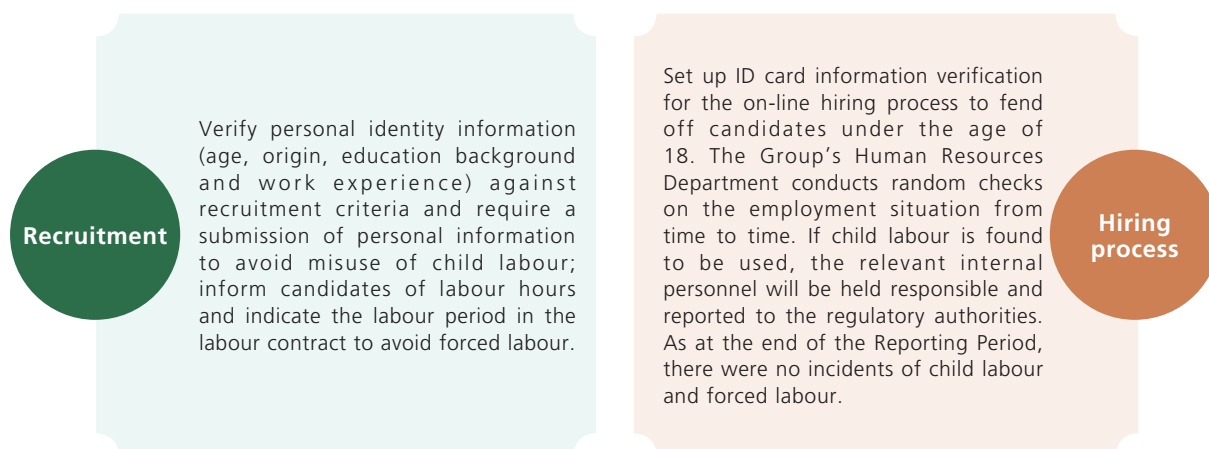 Recruitment
Verify personal identity information
(age, origin, education background
and work experience) against
recruitment criteria and require a
submission of personal information
to avoid misuse of child labour;
inform candidates of labour hours
and indicate the labour period in the
labour contract to avoid forced labour.
Set up ID card information verification
for the on-line hiring process to fend
off candidates under the age of
18. The Group’s Human Resources
Department conducts random checks
on the employment situation from
time to time. If child labour is found
to be used, the relevant internal
personnel will be held responsible and
reported to the regulatory authorities.
As at the end of the Reporting Period,
there were no incidents of child labour
and forced labour.
Hiring
process